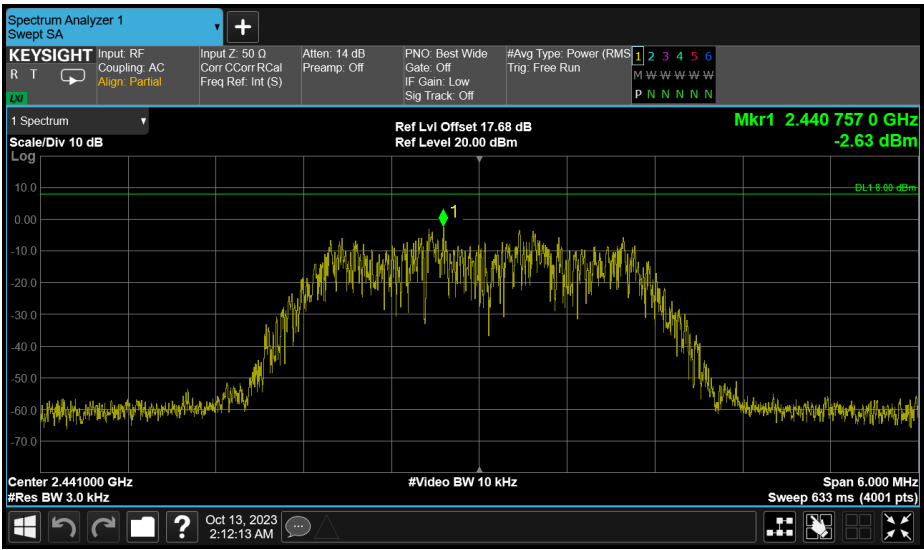 Spectrum Analyzer 1
Swept SA
+
KEYSIGHT Input: RF Input Z: 50 Ω Atten: 14 dB PNO: Best Wide #Avg Type: Power (RMS 1 2 3 4 5 6
R T Coupling: AC Corr CCorr RCal Preamp: Off Gate: Off Trig: Free Run M W W W W W
Align: Partial Freq Ref: Int (S) IF Gain: Low P N N N N N
LXI Sig Track: Off
1 Spectrum Ref Lvl Offset 17.68 dB Mkr1 2.440 757 0 GHz
Scale/Div 10 dB Ref Level 20.00 dBm -2.63 dBm
Log
10.0 DL1 8.00 dBm
1
0.00
-10.0
-20.0
-30.0
-40.0
-50.0
-60.0
-70.0
Center 2.441000 GHz #Video BW 10 kHz Span 6.000 MHz
#Res BW 3.0 kHz Sweep 633 ms (4001 pts)
? Oct 13, 2023
2:12:13 AM